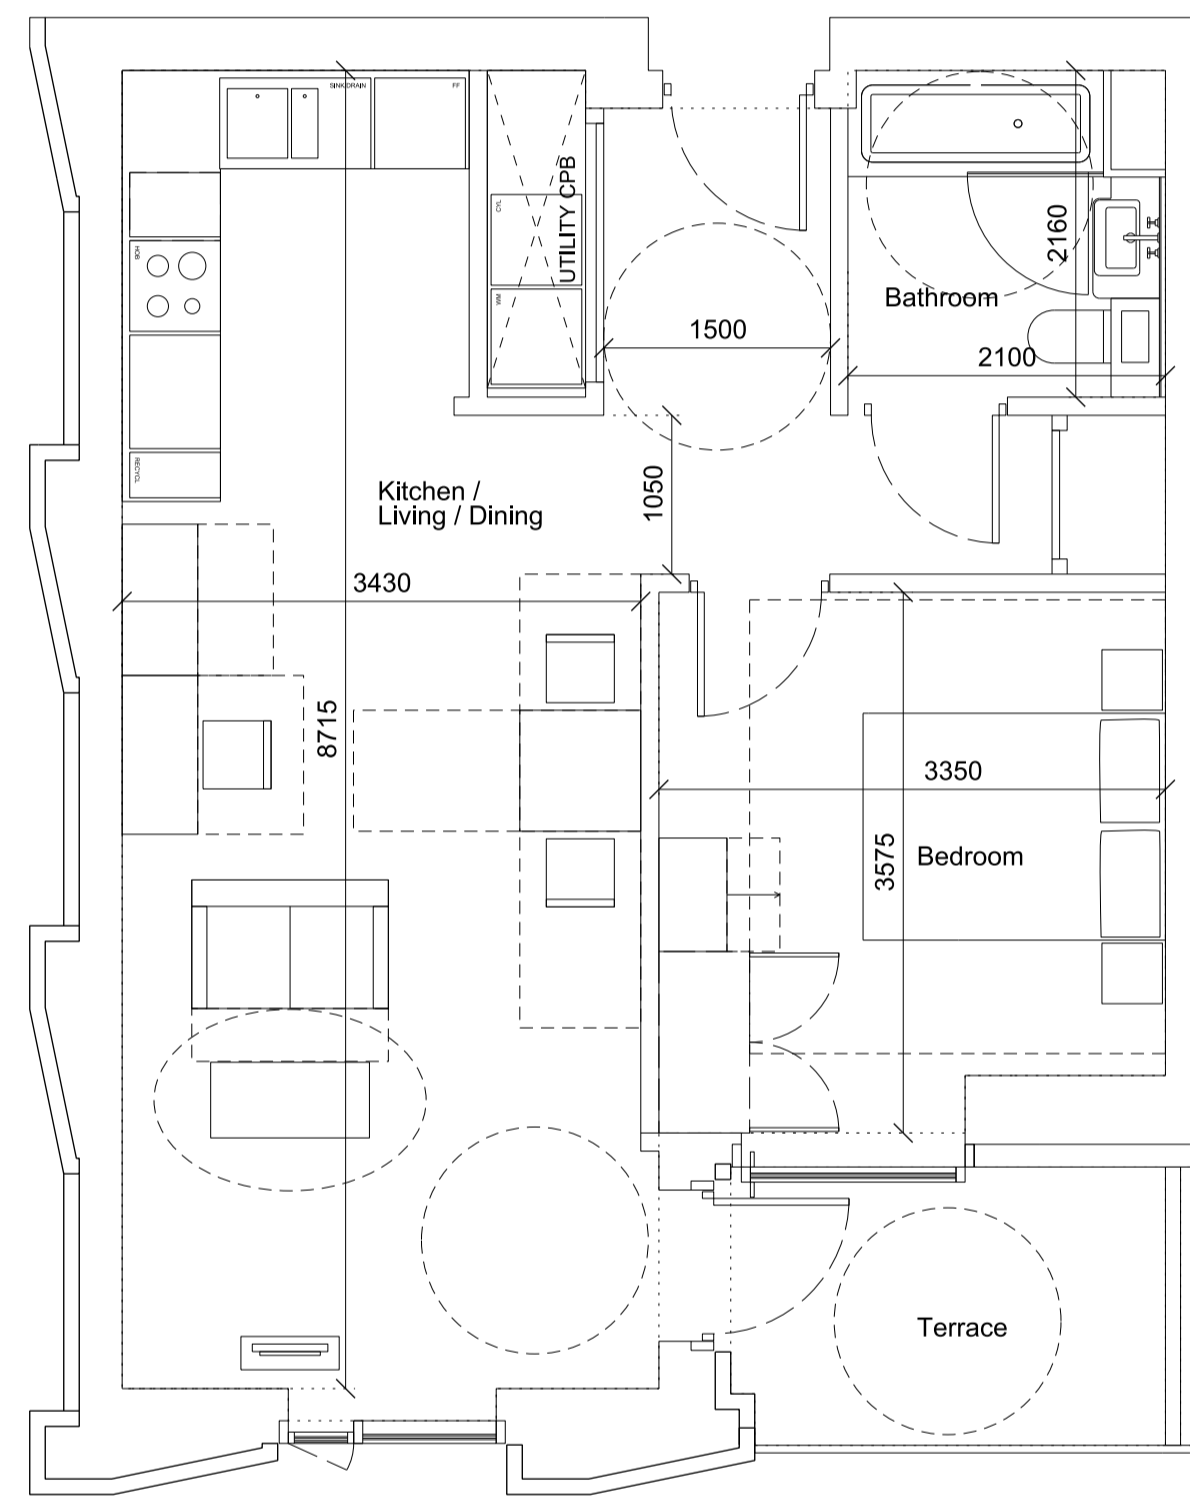 SINK/DRAIN
FF
CYL
UTILITY CPB
WM
HOB
RECYCL
2160
Bathroom
1500
2100
Kitchen /
Living / Dining
1050
3430
8715
3350
3575
Bedroom
Terrace